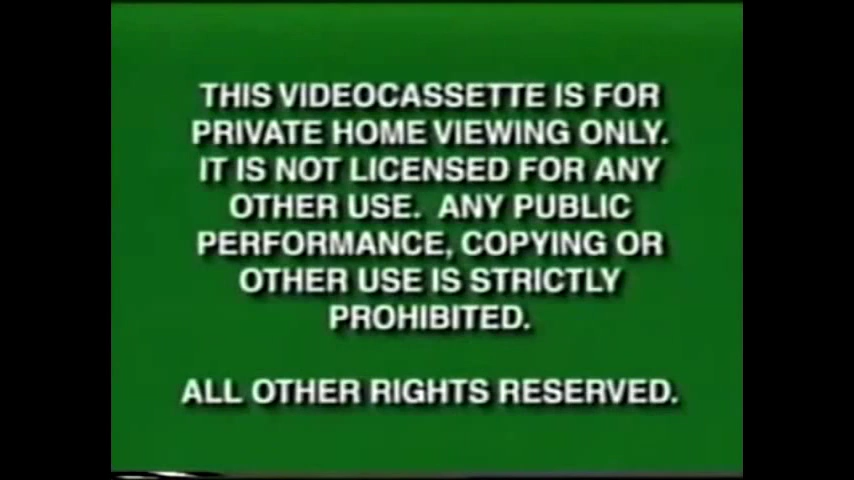 THIS VIDEOCASSETTE IS FOR
PRIVATE HOME VIEWING ONLY.
IT IS NOT LICENSED FOR ANY
OTHER USE.  ANY PUBLIC
PERFORMANCE, COPYING OR
OTHER USE IS STRICTLY
PROHIBITED.
ALL OTHER RIGHTS RESERVED.